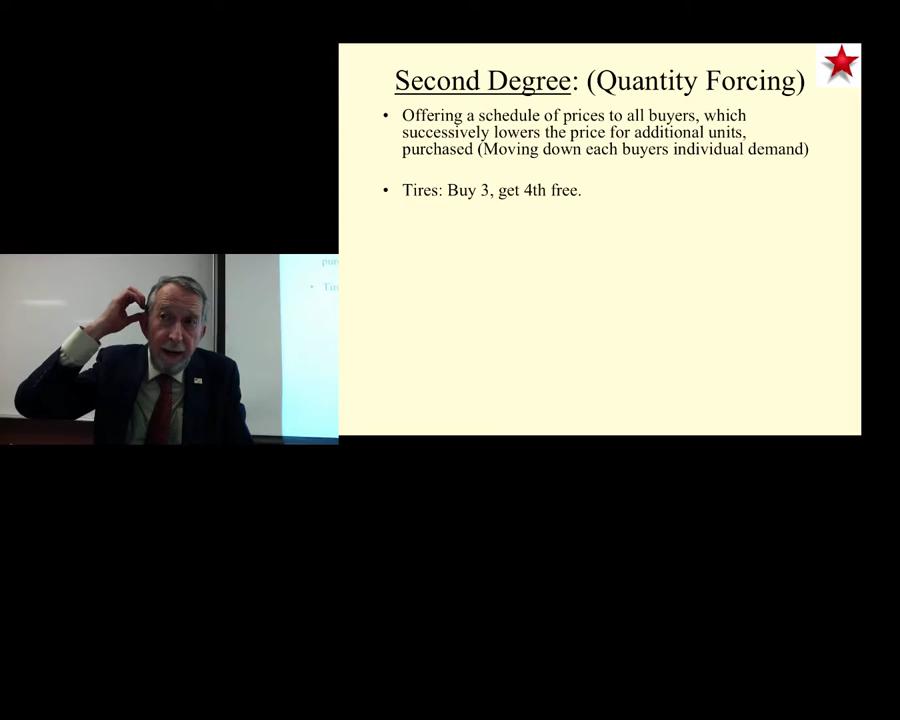 Second Degree: (Quantity Forcing)
• Offering a schedule of prices to all buyers, which
successively lowers the price for additional units,
purchased (Moving down each buyers individual demand)
• Tires: Buy 3, get 4th free.